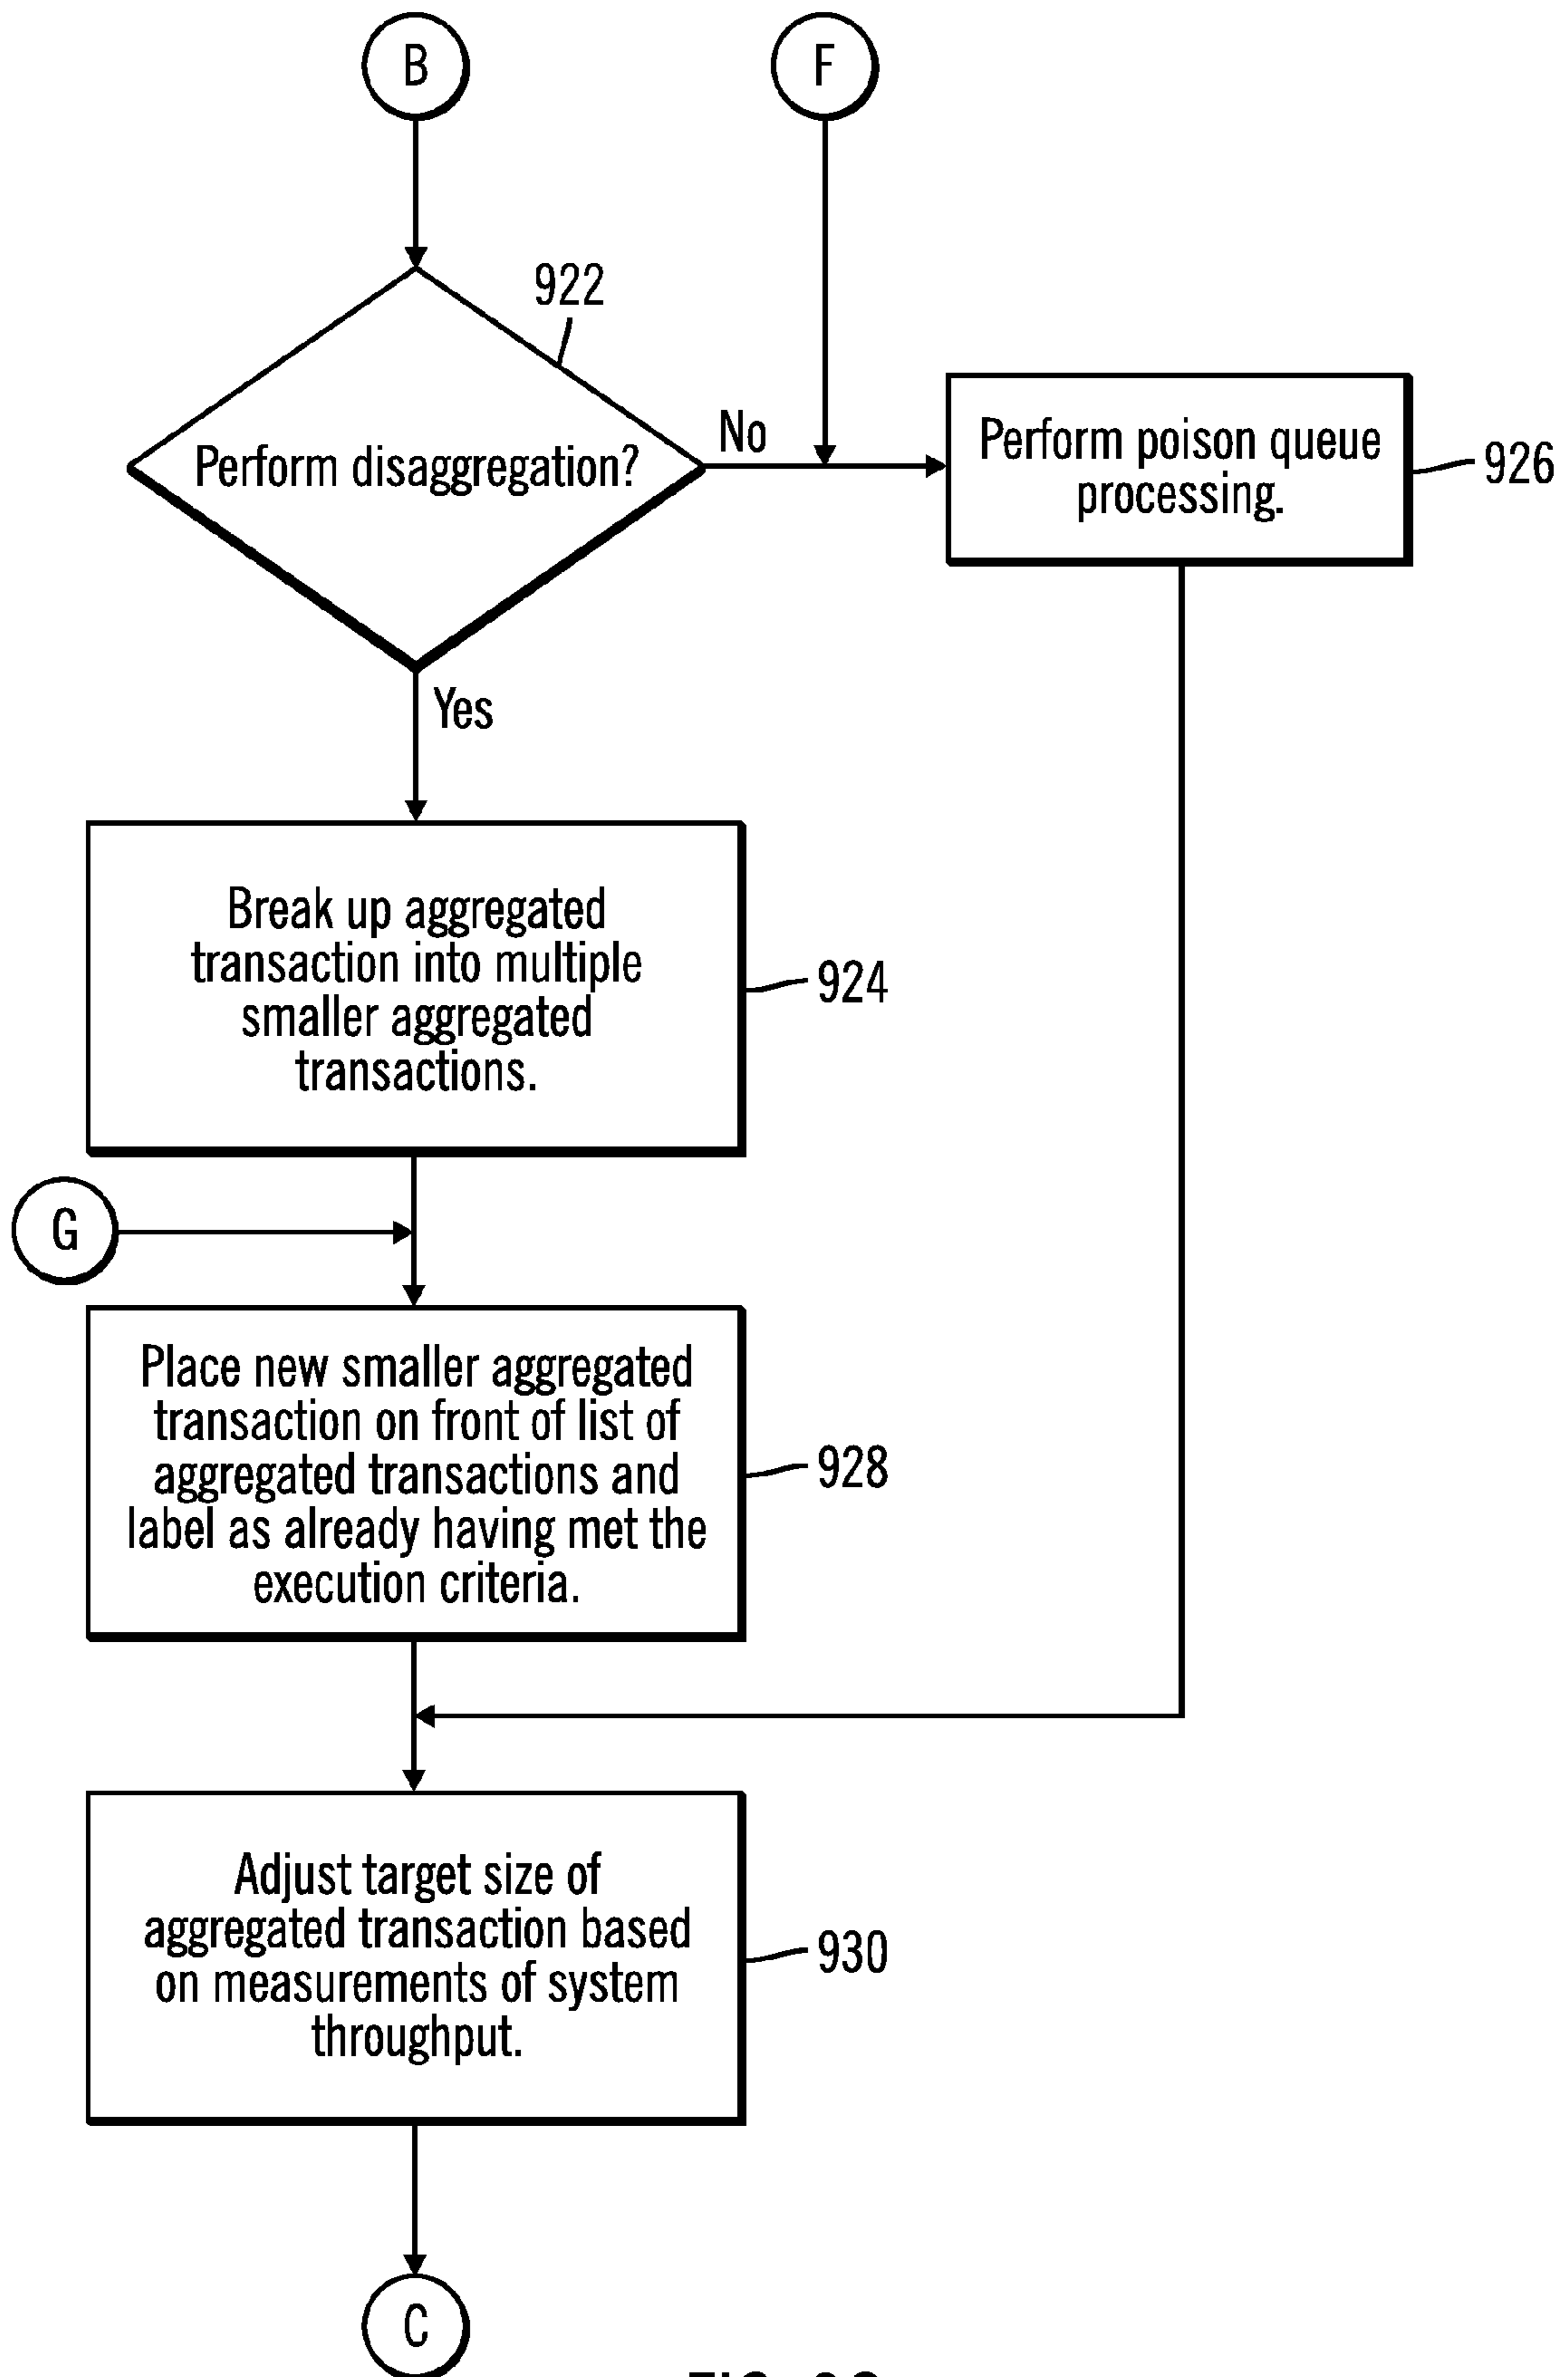 B
F
922
Perform disaggregation?
No
Perform poison queue
processing.
926
Yes
Break up aggregated
transaction into multiple
smaller aggregated
transactions.
924
G
Place new smaller aggregated
transaction on front of list of
aggregated transactions and
label as already having met the
execution criteria.
928
Adjust target size of
aggregated transaction based
on measurements of system
throughput.
930
C